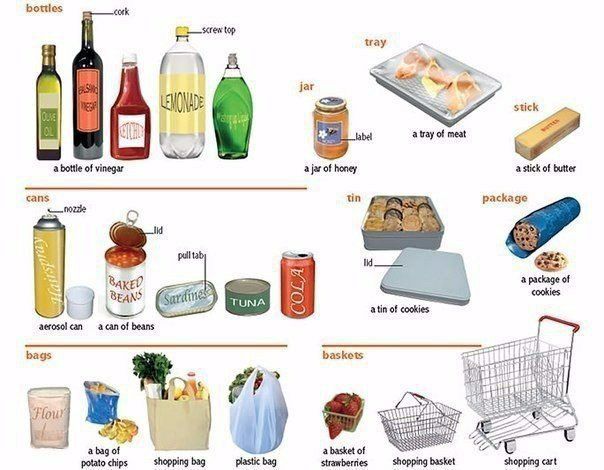 bottles
cork
screw top
OLIVE
OIL
BALSAMIC
VINEGAR
KETCHUP
LEMONADE
Washing up Liquid
a bottle of vinegar
jar
label
a jar of honey
tray
a tray of meat
stick
BUTTER
a stick of butter
cans
nozzle
lid
pull tab
Hairspray
BAKED
BEANS
Sardines
TUNA
COLA
aerosol can
a can of beans
tin
lid
a tin of cookies
package
a package of
cookies
bags
Flour
a bag of
potato chips
shopping bag
plastic bag
baskets
a basket of
strawberries
shopping basket
shopping cart